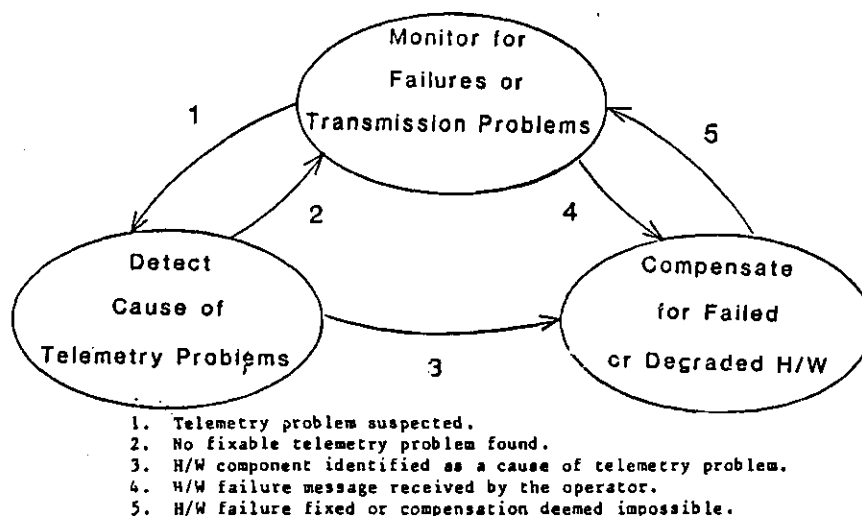 Monitor for
Failures or
Transmission Problems
1
5
2
4
Detect
Cause of
Telemetry Problems
Compensate
for Failed
or Degraded H/W
3
1. Telemetry problem suspected.
2. No fixable telemetry problem found.
3. H/W component identified as a cause of telemetry problem.
4. H/W failure message received by the operator.
5. H/W failure fixed or compensation deemed impossible.